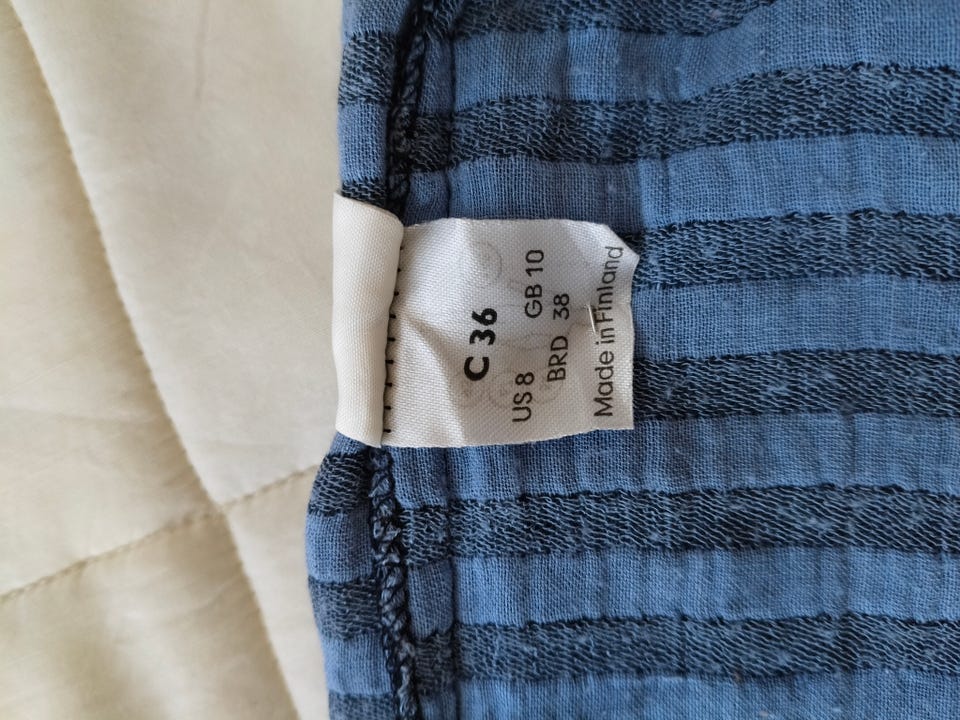 C 36
US 8 GB 10
BRD 38
Made in Finland